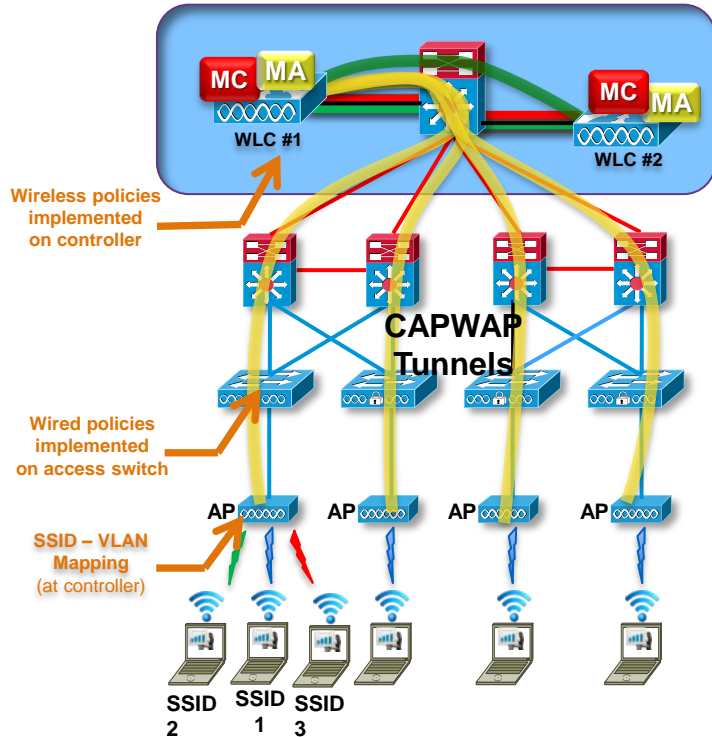 MC
MA
MC
MA
WLC #1
WLC #2
Wireless policies
implemented
on controller
CAPWAP
Tunnels
Wired policies
implemented
on access switch
AP
AP
AP
AP
SSID – VLAN
Mapping
(at controller)
SSID
2
SSID
1
SSID
3